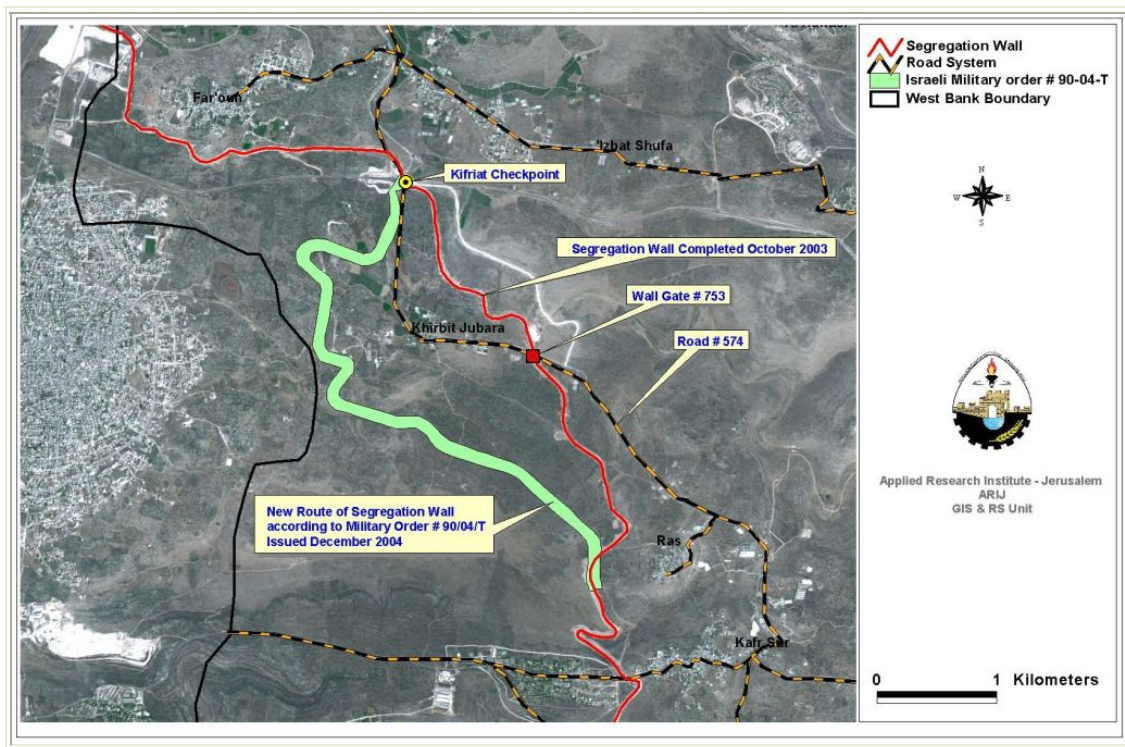 Far'oun
'Izbat Shufa
Kifriat Checkpoint
Segregation Wall Completed October 2003
Wall Gate # 753
Khirbit Jubara
Road # 574
New Route of Segregation Wall
according to Military Order # 90/04/T
Issued December 2004
Ras
Kafr Sur
Segregation Wall
Road System
Israeli Military order # 90-04-T
West Bank Boundary
N
W
E
S
Applied Research Institute - Jerusalem
ARIJ
GIS & RS Unit
0 1 Kilometers